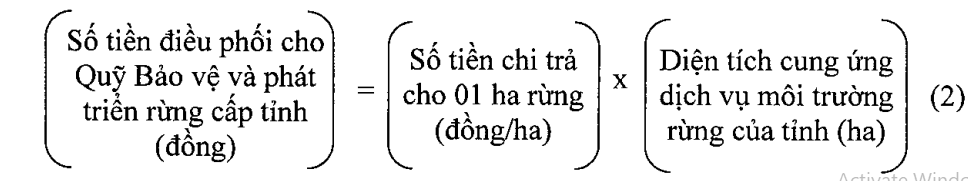 Số tiền điều phối cho
Quỹ Bảo vệ và phát
triển rừng cấp tỉnh
(đồng)
=
Số tiền chi trả
cho 01 ha rừng
(đồng/ha)
x
Diện tích cung ứng
dịch vụ môi trường
rừng của tỉnh (ha)
(2)